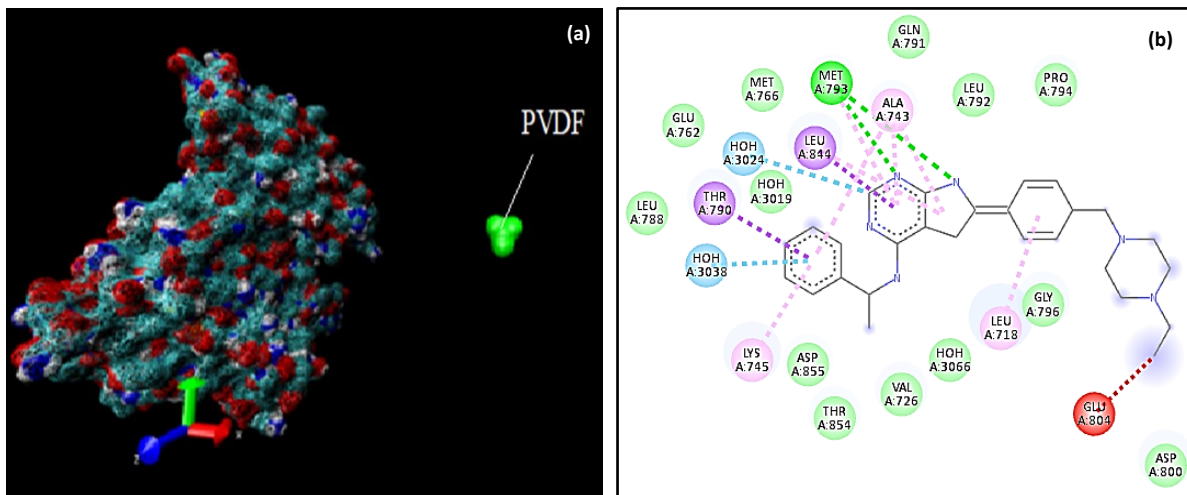 (a)
PVDF
x
z
(b)
GLN
A:791
MET
A:766
MET
A:793
ALA
A:743
LEU
A:792
PRO
A:794
GLU
A:762
HOH
A:3024
LEU
A:844
HOH
A:3019
THR
A:790
LEU
A:788
HOH
A:3038
N
N
N
N
N
N
LYS
A:745
ASP
A:855
THR
A:854
VAL
A:726
HOH
A:3066
LEU
A:718
GLY
A:796
GLU
A:804
ASP
A:800